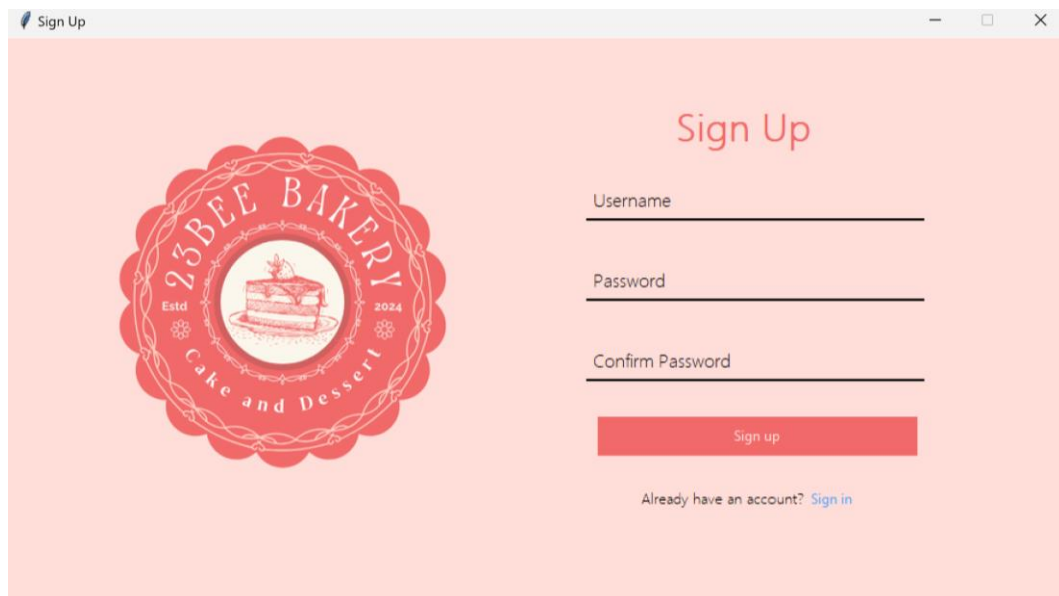 Sign Up
23BEE BAKERY
Estd
2024
Cake and Dessert
Sign Up
Username
Password
Confirm Password
Sign up
Already have an account? Sign in